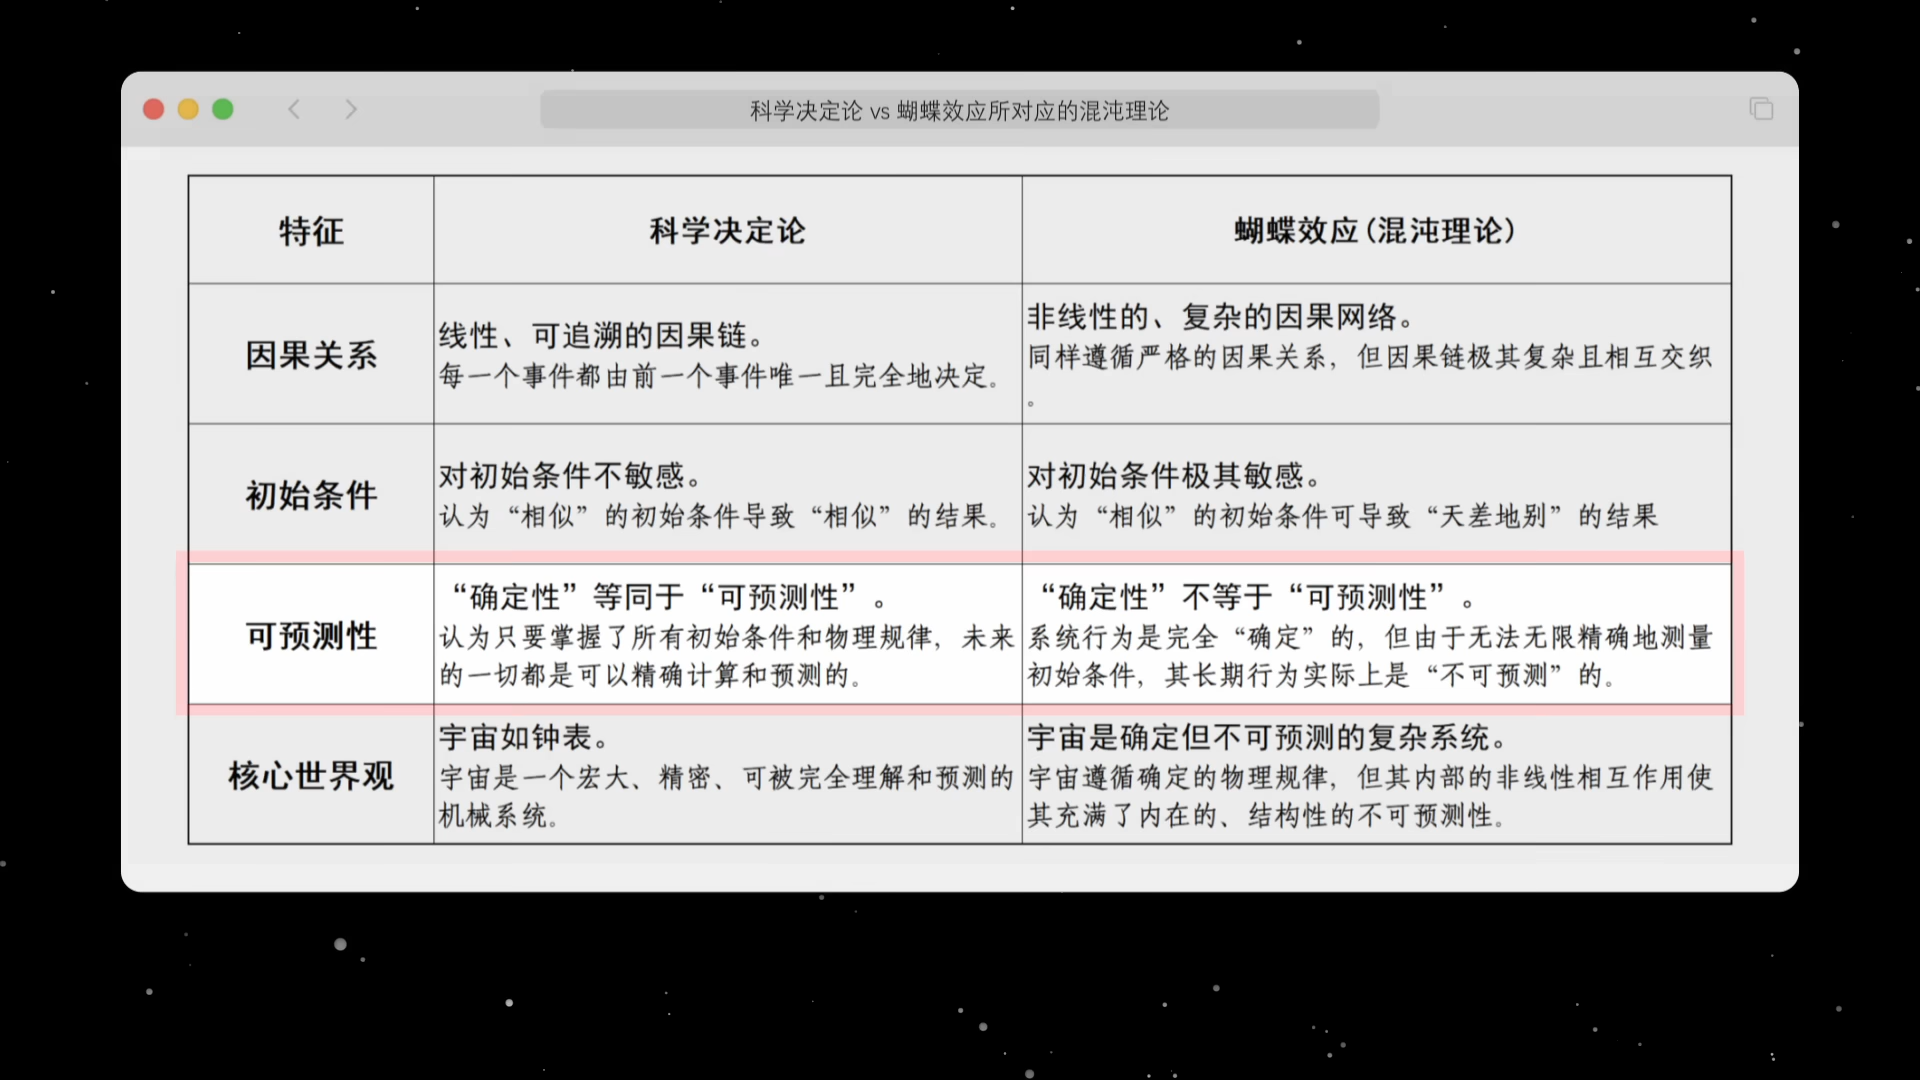 科学决定论 vs 蝴蝶效应所对应的混沌理论
特征
科学决定论
蝴蝶效应(混沌理论)
因果关系
线性、可追溯的因果链。
每一个事件都由前一个事件唯一且完全地决定。
非线性的、复杂的因果网络。
同样遵循严格的因果关系，但因果链极其复杂且相互交织
。
初始条件
对初始条件不敏感。
认为“相似”的初始条件导致“相似”的结果。
对初始条件极其敏感。
认为“相似”的初始条件可导致“天差地别”的结果
可预测性
“确定性”等同于“可预测性”。
认为只要掌握了所有初始条件和物理规律，未来
的一切都是可以精确计算和预测的。
“确定性”不等于“可预测性”。
系统行为是完全“确定”的，但由于无法无限精确地测量
初始条件，其长期行为实际上是“不可预测”的。
核心世界观
宇宙如钟表。
宇宙是一个宏大、精密、可被完全理解和预测的
机械系统。
宇宙是确定但不可预测的复杂系统。
宇宙遵循确定的物理规律，但其内部的非线性相互作用使
其充满了内在的、结构性的不可预测性。